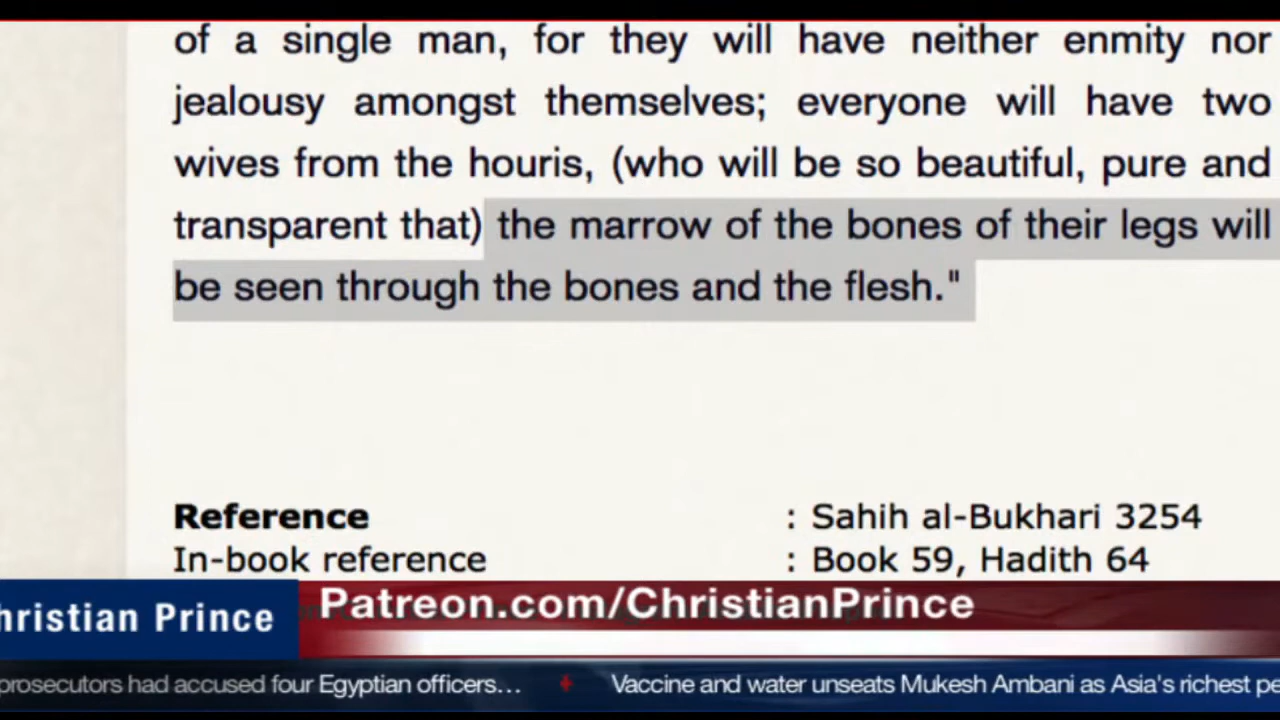 of a single man, for they will have neither enmity nor
jealousy amongst themselves; everyone will have two
wives from the houris, (who will be so beautiful, pure and
transparent that) the marrow of the bones of their legs will
be seen through the bones and the flesh."
Reference : Sahih al-Bukhari 3254
In-book reference : Book 59, Hadith 64
hristian Prince Patreon.com/ChristianPrince
prosecutors had accused four Egyptian officers... Vaccine and water unseats Mukesh Ambani as Asia's richest pe